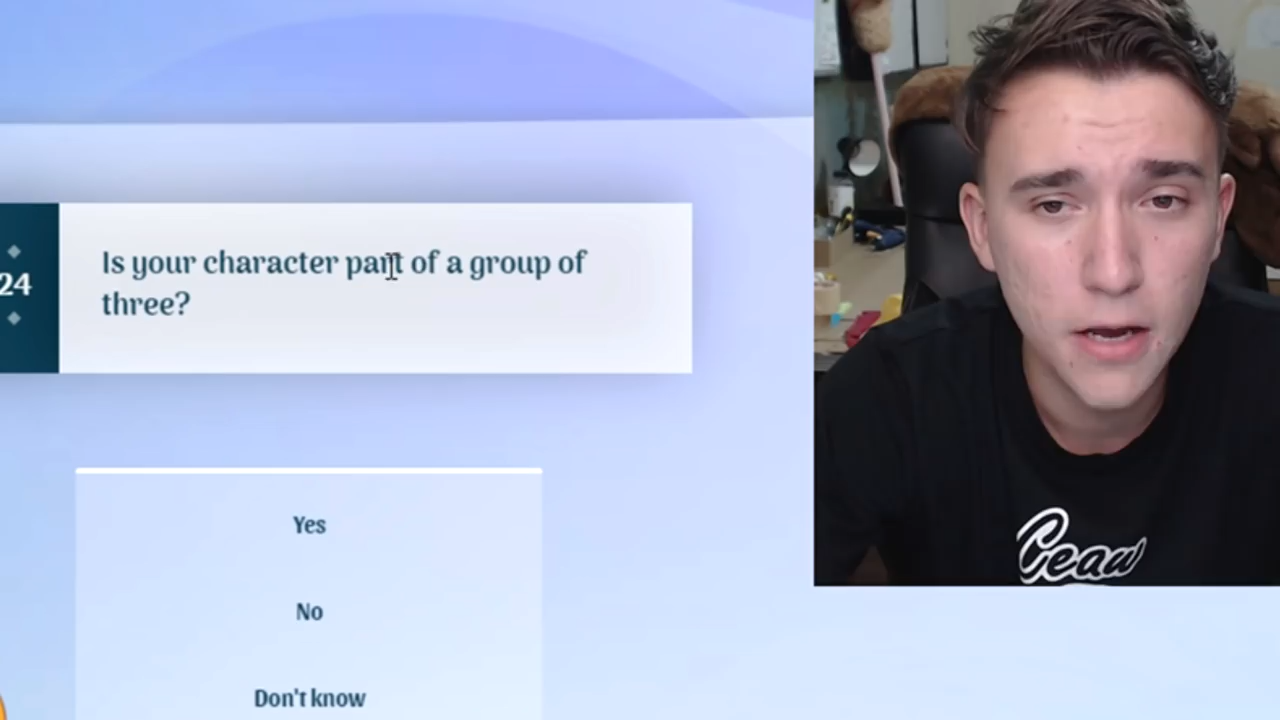 24
Is your character part of a group of
three?
Yes
No
Don't know
Ceaw